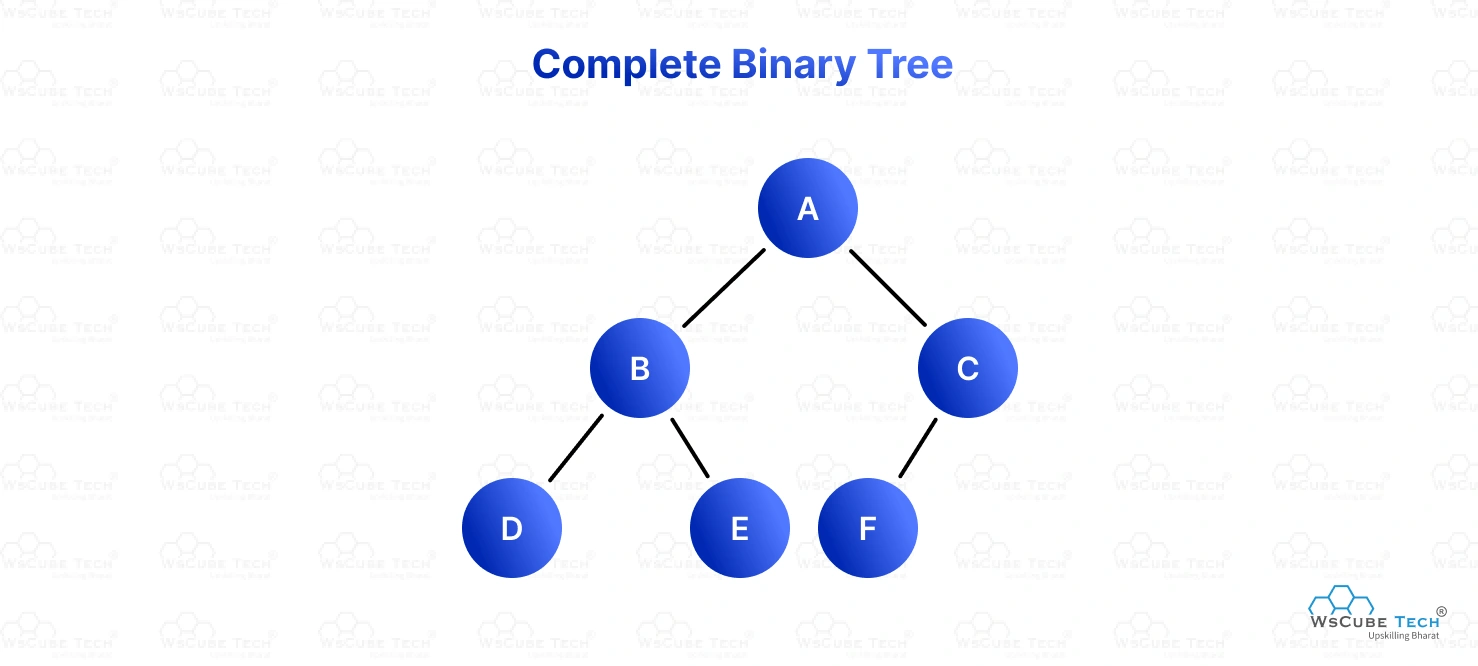 Complete Binary Tree
A
B
C
D
E
F
WsCube Tech®
Upskilling Bharat